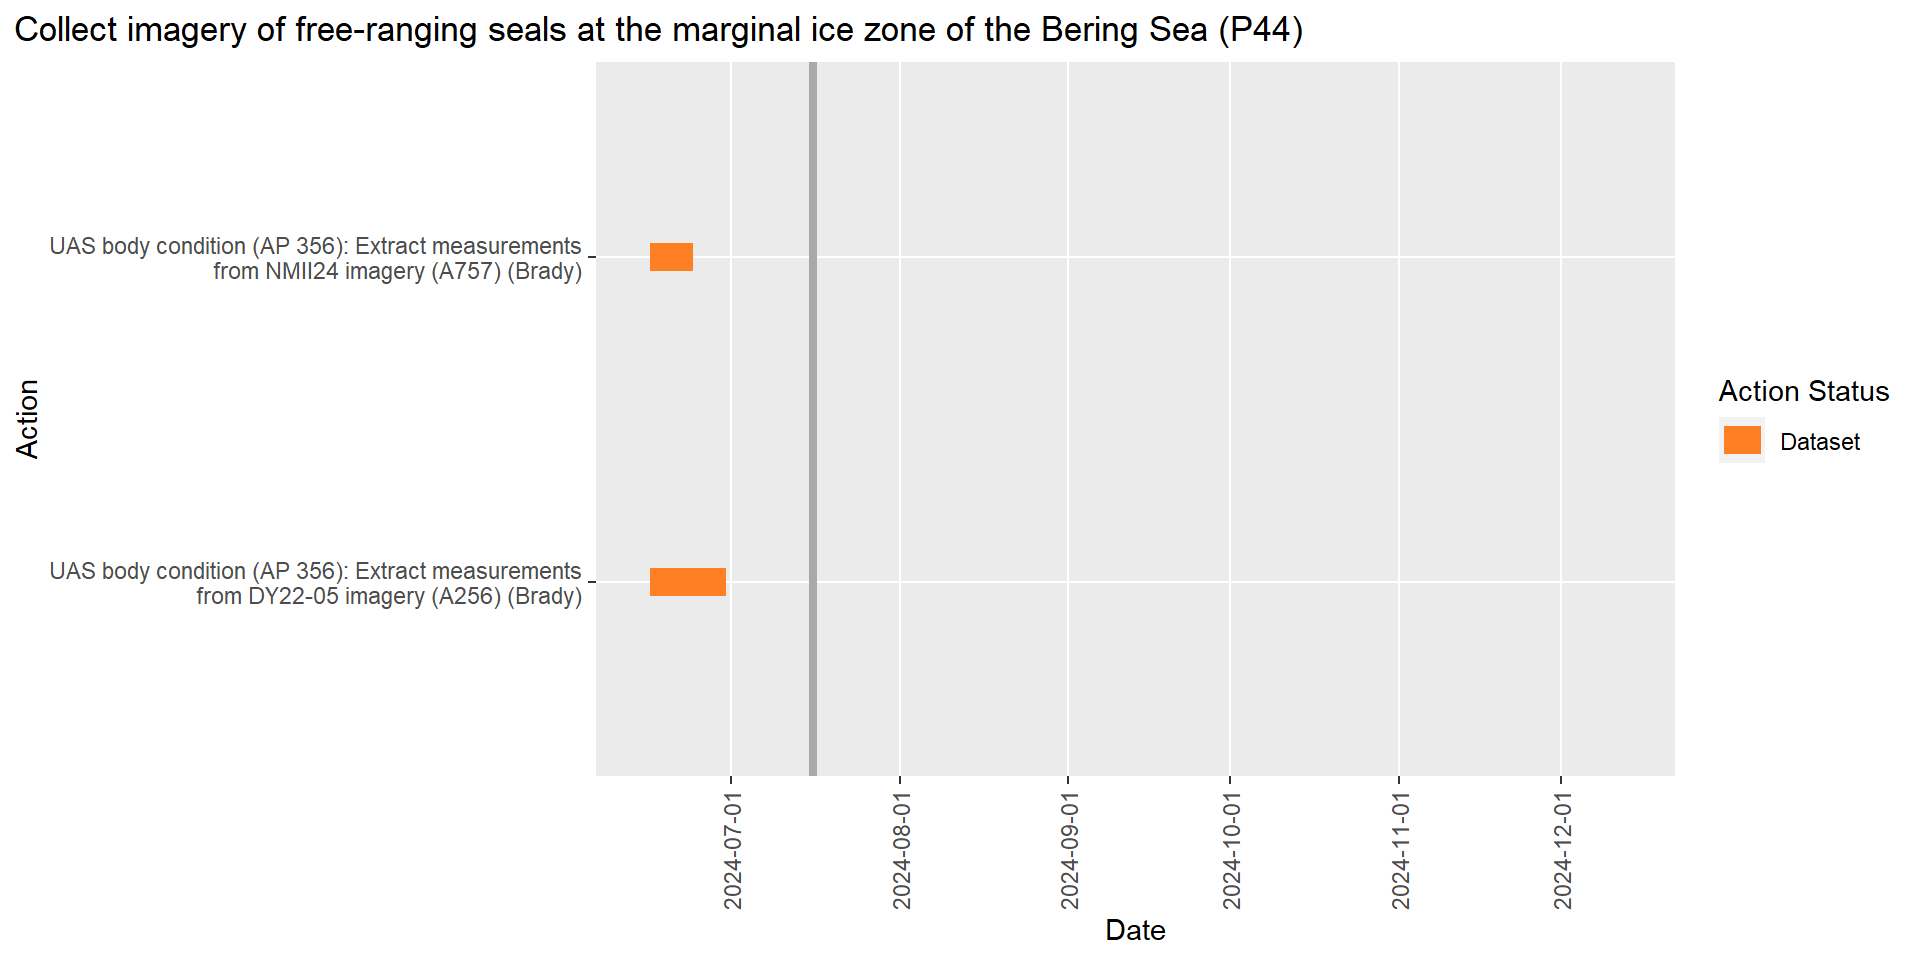 Collect imagery of free-ranging seals at the marginal ice zone of the Bering Sea (P44)
UAS body condition (AP 356): Extract measurements
from NMII24 imagery (A757) (Brady)
UAS body condition (AP 356): Extract measurements
from DY22-05 imagery (A256) (Brady)
Action
2024-07-01
2024-08-01
2024-09-01
2024-10-01
2024-11-01
2024-12-01
Date
Action Status
Dataset